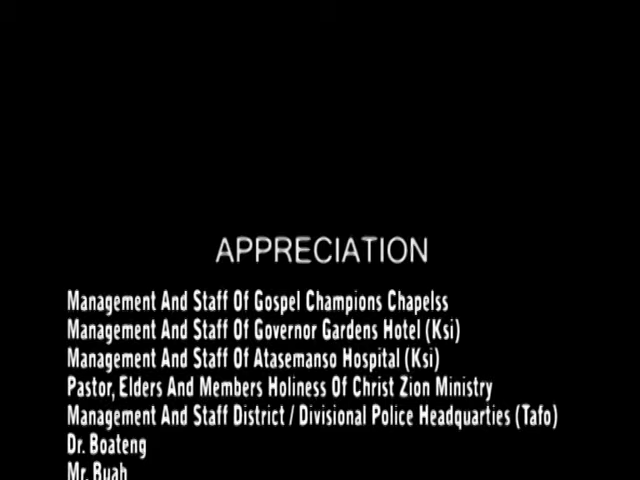 APPRECIATION
Management And Staff Of Gospel Champions Chapelss
Management And Staff Of Governor Gardens Hotel (Ksi)
Management And Staff Of Atasemanso Hospital (Ksi)
Pastor, Elders And Members Holiness Of Christ Zion Ministry
Management And Staff District / Divisional Police Headquarties (Tafo)
Dr. Boateng
Mr. Buah